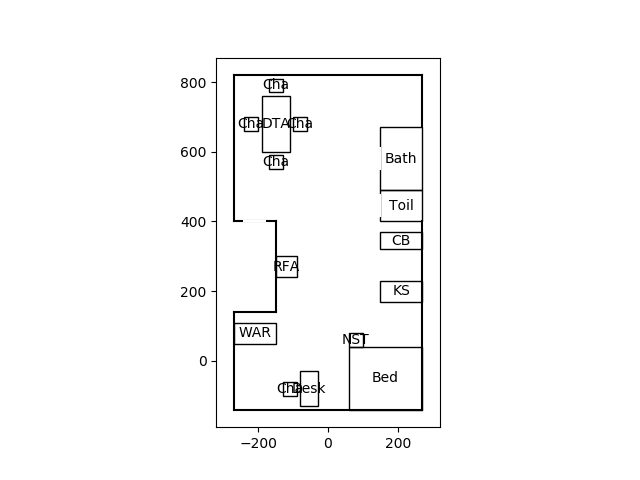 800
Cha
Cha DTA Cha
600
Cha
Bath
Toil
400
CB
RFA
200
KS
WAR
NST
0
Bed
Cha Desk
−200 0 200